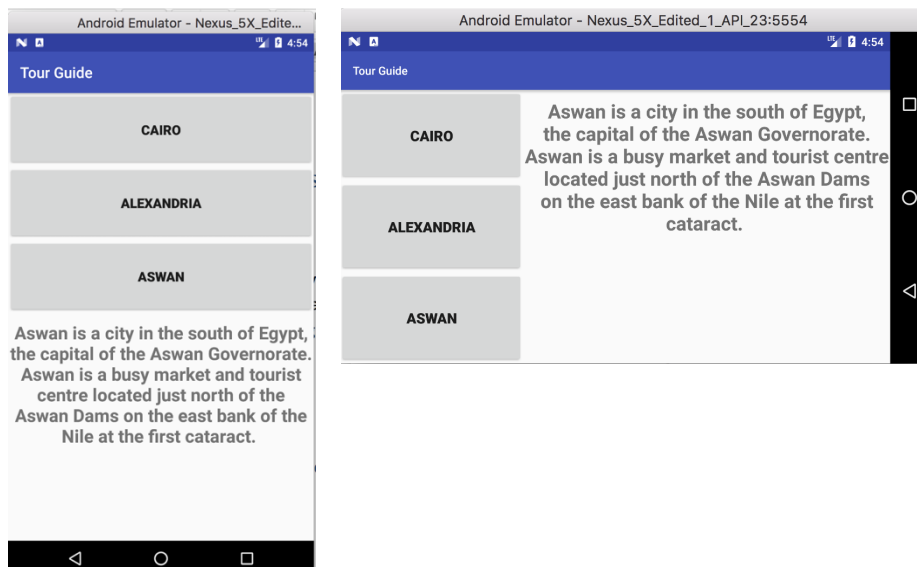 Android Emulator - Nexus_5X_Edite...
LTE 4:54
Tour Guide
CAIRO
ALEXANDRIA
ASWAN
Aswan is a city in the south of Egypt,
the capital of the Aswan Governorate.
Aswan is a busy market and tourist
centre located just north of the
Aswan Dams on the east bank of the
Nile at the first cataract.
Android Emulator - Nexus_5X_Edited_1_API_23:5554
LTE 4:54
Tour Guide
CAIRO
ALEXANDRIA
ASWAN
Aswan is a city in the south of Egypt,
the capital of the Aswan Governorate.
Aswan is a busy market and tourist centre
located just north of the Aswan Dams
on the east bank of the Nile at the first
cataract.